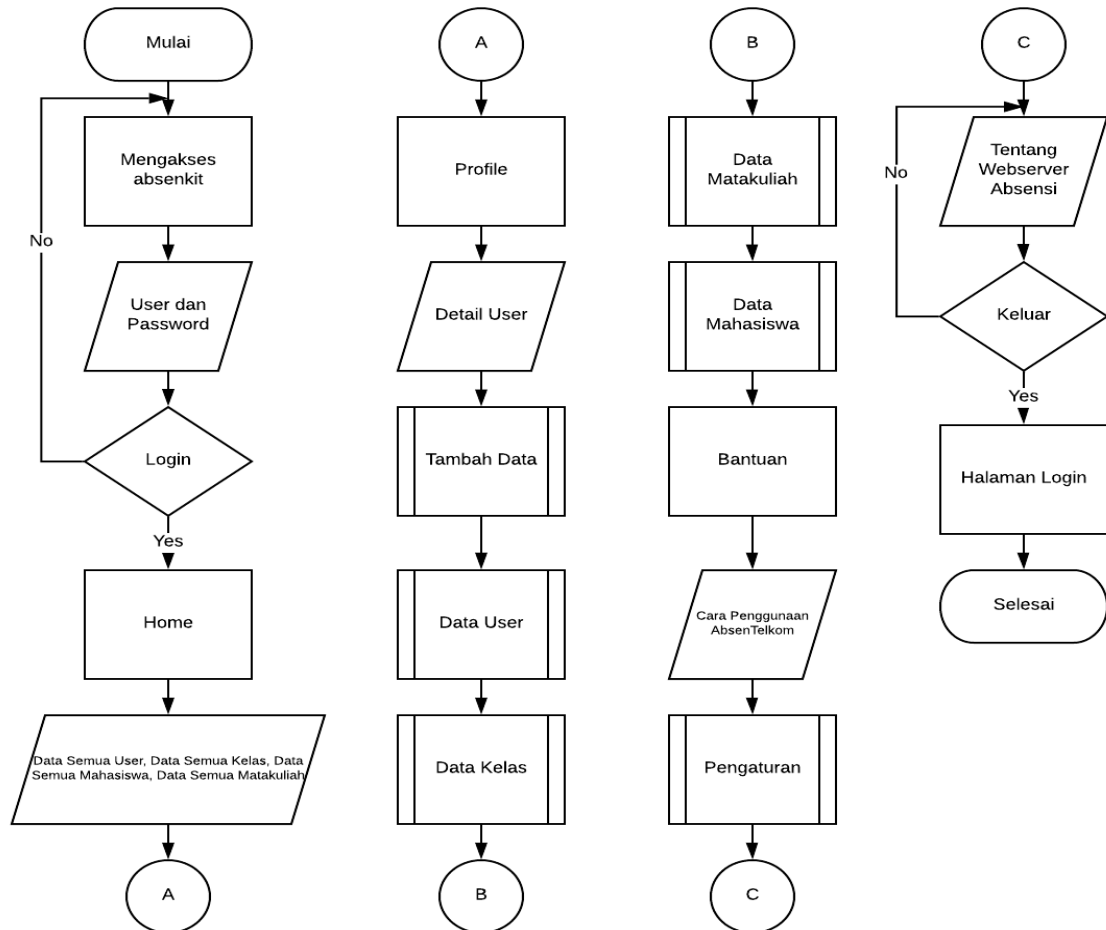 Mulai
Mengakses
absenkit
No
User dan
Password
Login
Yes
Home
Data Semua User, Data Semua Kelas, Data
Semua Mahasiswa, Data Semua Matakuliah
A
A
Profile
Detail User
Tambah Data
Data User
Data Kelas
B
B
Data
Matakuliah
Data
Mahasiswa
Bantuan
Cara Penggunaan
AbsenTelkom
Pengaturan
C
C
Tentang
Webserver
Absensi
No
Keluar
Yes
Halaman Login
Selesai